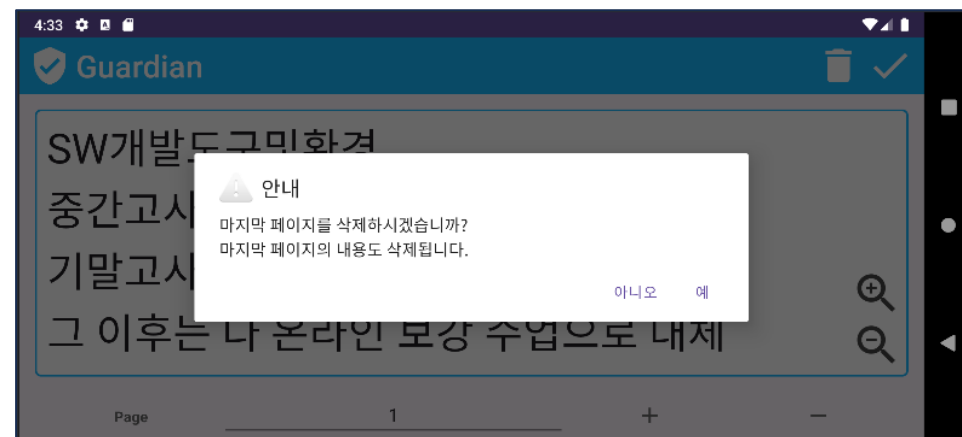 4:33
Guardian
SW개발도구및환경
안내
중간고사
마지막 페이지를 삭제하시겠습니까?
마지막 페이지의 내용도 삭제됩니다.
기말고사
아니오 예
그 이후는 다 온라인 보강 수업으로 대체
Page 1 + −